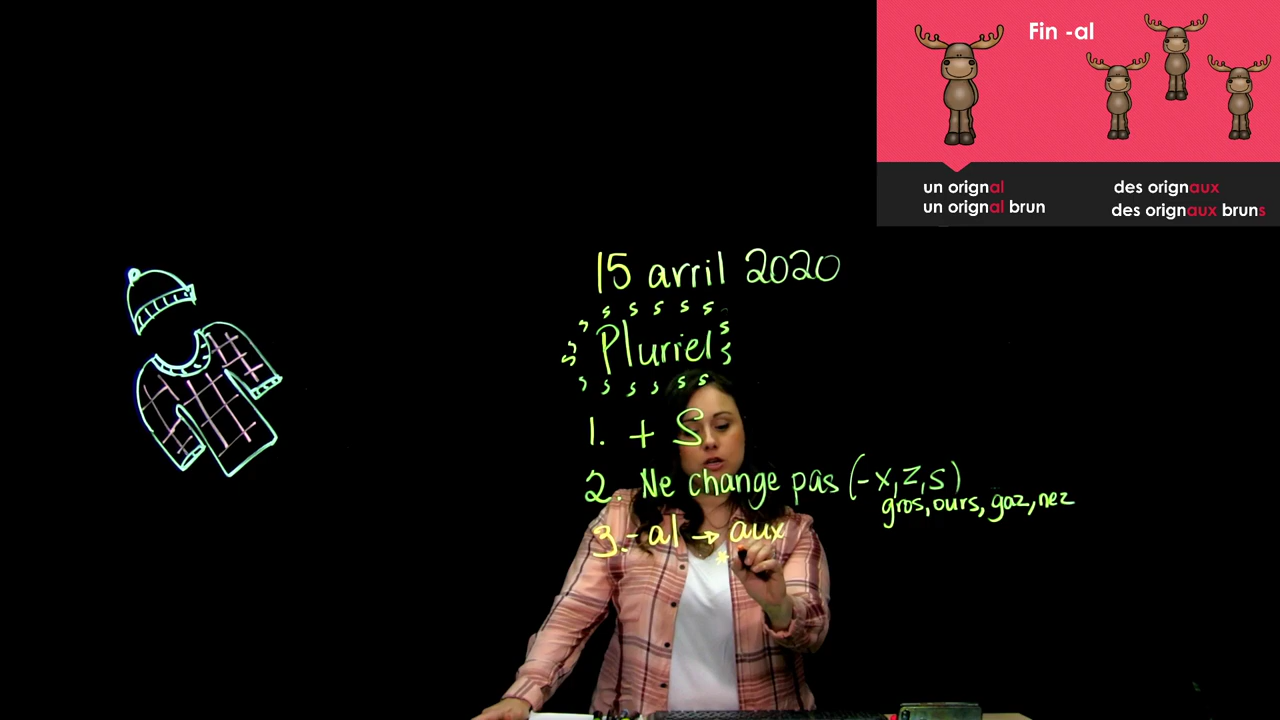 Fin -al
un orignal
un orignal brun
des orignaux
des orignaux bruns
15 avril 2020
s s s s s
s Pluriel s
s s
s s s s s
1. + S
2. Ne change pas (-x,z,s)
gros, ours, gaz, nez
3. -al → aux
*